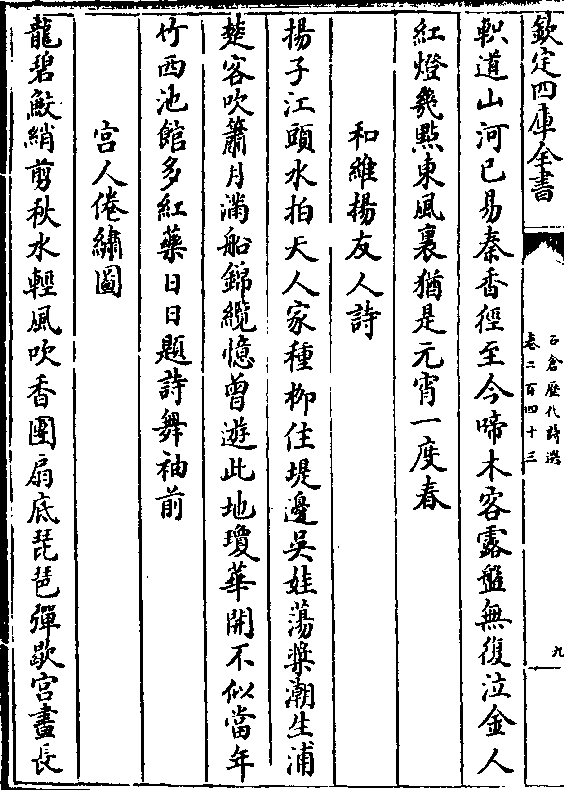 欽定四庫全書
石倉歷代詩選
卷二百四十三
九
軹道山河已易秦香徑至今啼木客露盤無復泣金人
紅燈幾點東風裏猶是元宵一度春
和維揚友人詩
揚子江頭水拍天人家種栁住堤邊吳娃蕩槳潮生浦
楚客吹簫月滿船錦纜憶曾遊此地瓊華開不似當年
竹西池館多紅藥日日題詩舞袖前
宫人倦繡圖
龍碧鮫綃剪秋水輕風吹香團扇底琵琶彈歇宫晝長